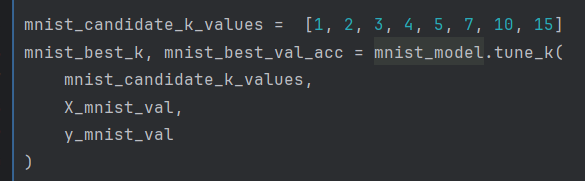 mnist_candidate_k_values =  [1, 2, 3, 4, 5, 7, 10, 15]
mnist_best_k, mnist_best_val_acc = mnist_model.tune_k(
    mnist_candidate_k_values,
    X_mnist_val,
    y_mnist_val
)